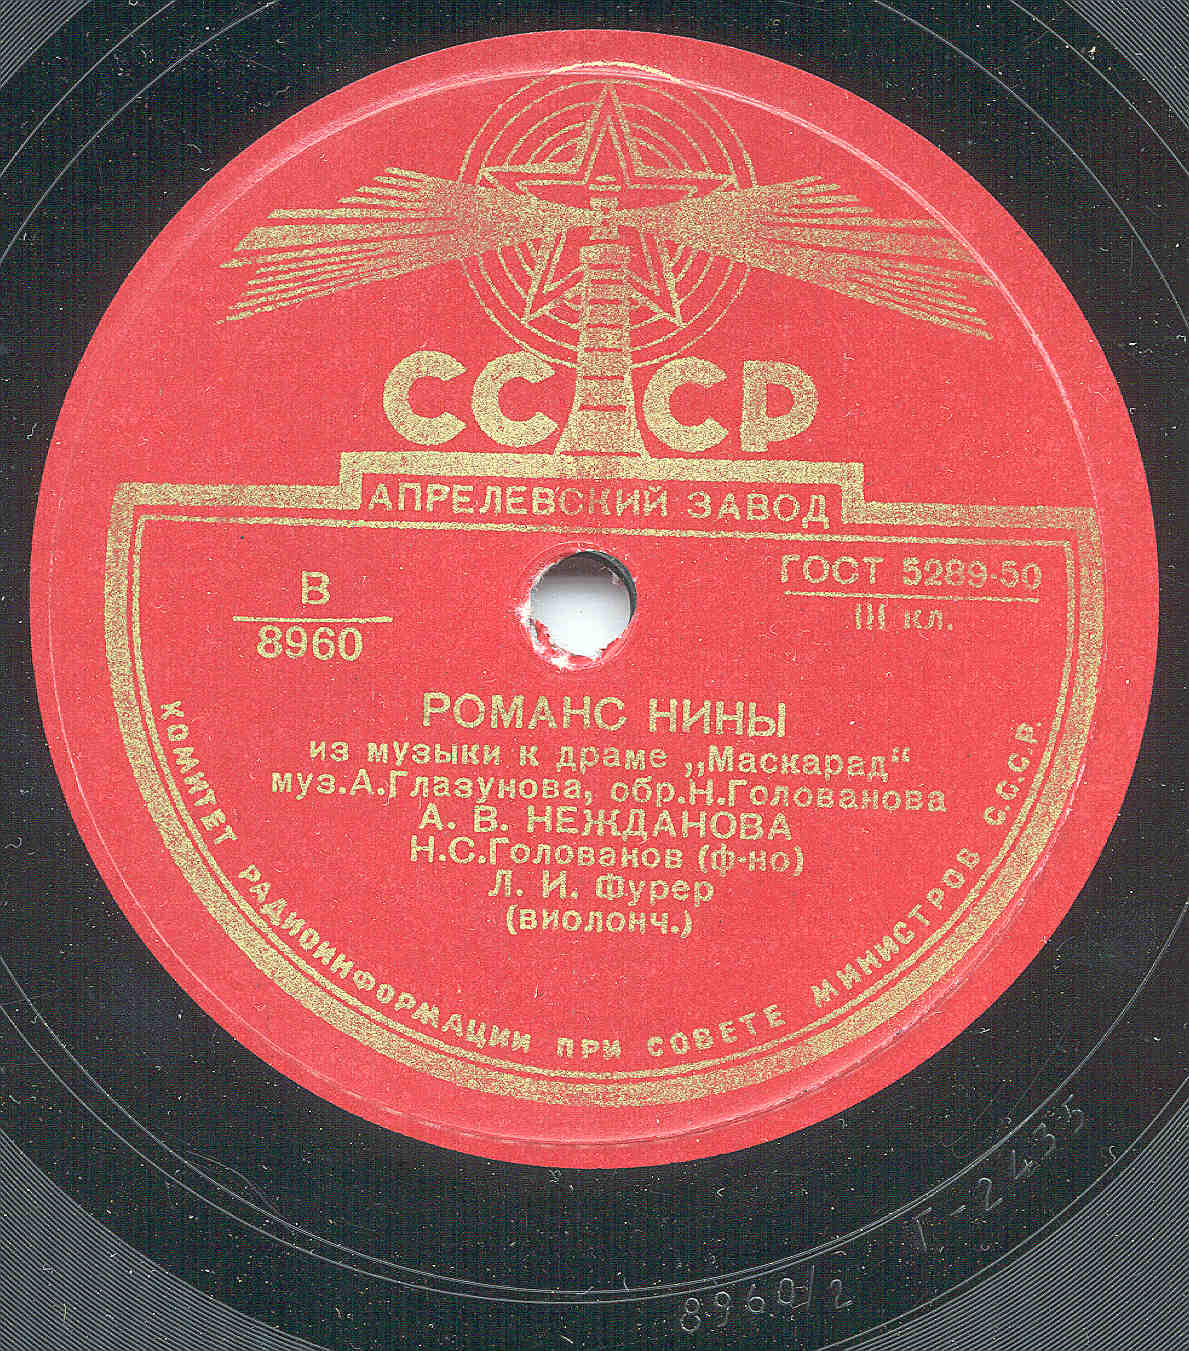 СССР
АПРЕЛЕВСКИЙ ЗАВОД
В
8960
ГОСТ 5289-50
III кл.
РОМАНС НИНЫ
из музыки к драме „Маскарад“
муз.А.Глазунова, обр.Н.Голованова
А. В. НЕЖДАНОВА
Н.С.Голованов (ф-но)
Л. И. Фурер
(виолонч.)
КОМИТЕТ РАДИОИНФОРМАЦИИ ПРИ СОВЕТЕ МИНИСТРОВ С.С.С.Р.
Г-2435
8960/2